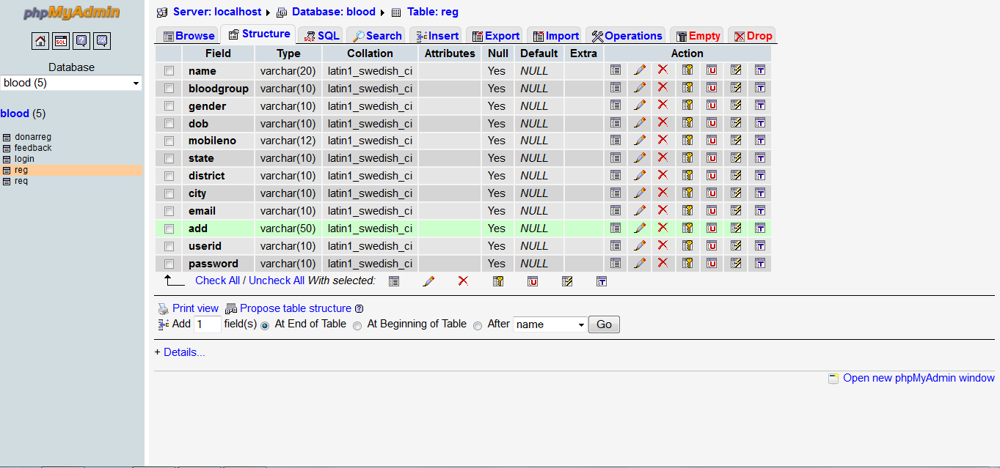 phpMyAdmin
SQL
SQL
Database
blood (5)
blood (5)
donarreg
feedback
login
reg
req
Server: localhost Database: blood Table: reg
Browse Structure SQL Search Insert Export Import Operations Empty Drop
Field Type Collation Attributes Null Default Extra Action
name varchar(20) latin1_swedish_ci Yes NULL
bloodgroup varchar(10) latin1_swedish_ci Yes NULL
gender varchar(10) latin1_swedish_ci Yes NULL
dob varchar(10) latin1_swedish_ci Yes NULL
mobileno varchar(12) latin1_swedish_ci Yes NULL
state varchar(10) latin1_swedish_ci Yes NULL
district varchar(10) latin1_swedish_ci Yes NULL
city varchar(10) latin1_swedish_ci Yes NULL
email varchar(10) latin1_swedish_ci Yes NULL
add varchar(50) latin1_swedish_ci Yes NULL
userid varchar(10) latin1_swedish_ci Yes NULL
password varchar(10) latin1_swedish_ci Yes NULL
Check All / Uncheck All With selected:
Print view Propose table structure
Add 1 field(s) At End of Table At Beginning of Table After name Go
+ Details...
Open new phpMyAdmin window